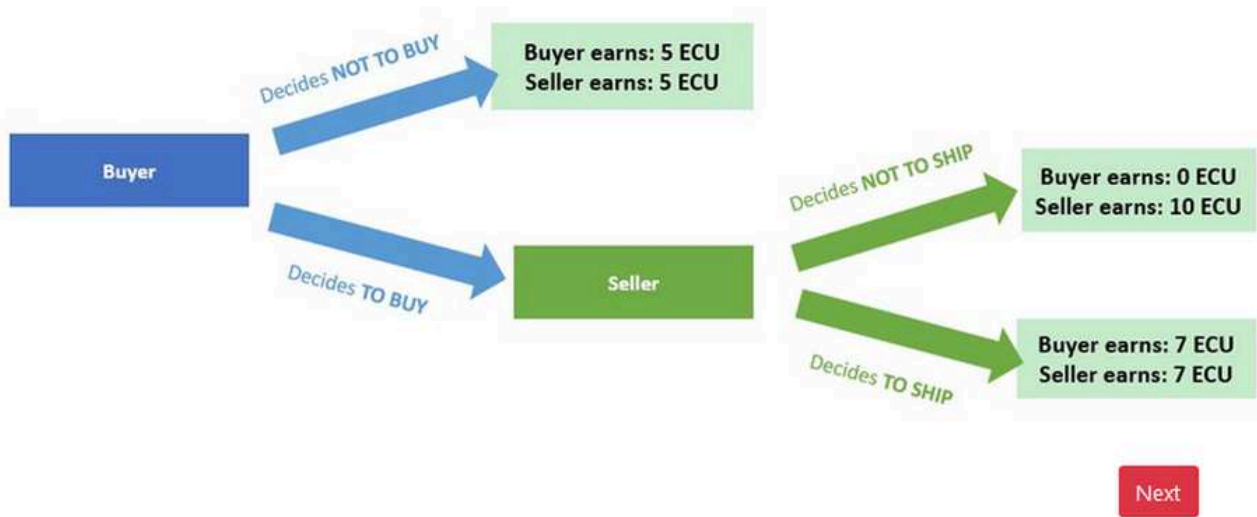 Decides NOT TO BUY
Buyer earns: 5 ECU
Seller earns: 5 ECU
Buyer
Decides TO BUY
Seller
Decides NOT TO SHIP
Buyer earns: 0 ECU
Seller earns: 10 ECU
Decides TO SHIP
Buyer earns: 7 ECU
Seller earns: 7 ECU
Next